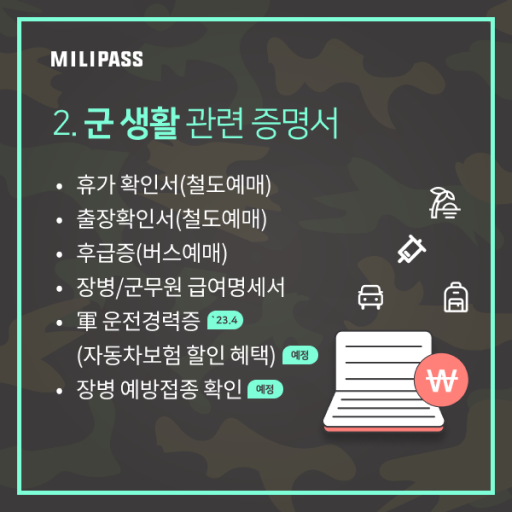 MILIPASS
2. 군 생활 관련 증명서
• 휴가 확인서(철도예매)
• 출장확인서(철도예매)
• 후급증(버스예매)
• 장병/군무원 급여명세서
• 軍 운전경력증 '23.4
(자동차보험 할인 혜택) 예정
• 장병 예방접종 확인 예정
₩